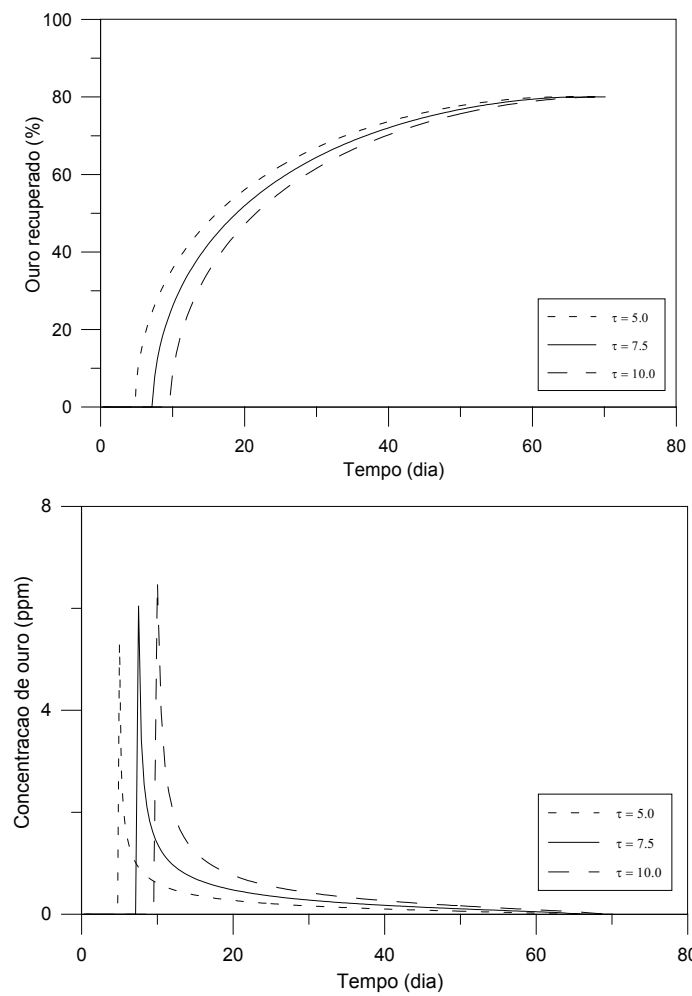 100
80
60
40
20
0
Ouro recuperado (%)
τ = 5.0
τ = 7.5
τ = 10.0
0 20 40 60 80
Tempo (dia)
8
4
0
Concentracao de ouro (ppm)
τ = 5.0
τ = 7.5
τ = 10.0
0 20 40 60 80
Tempo (dia)